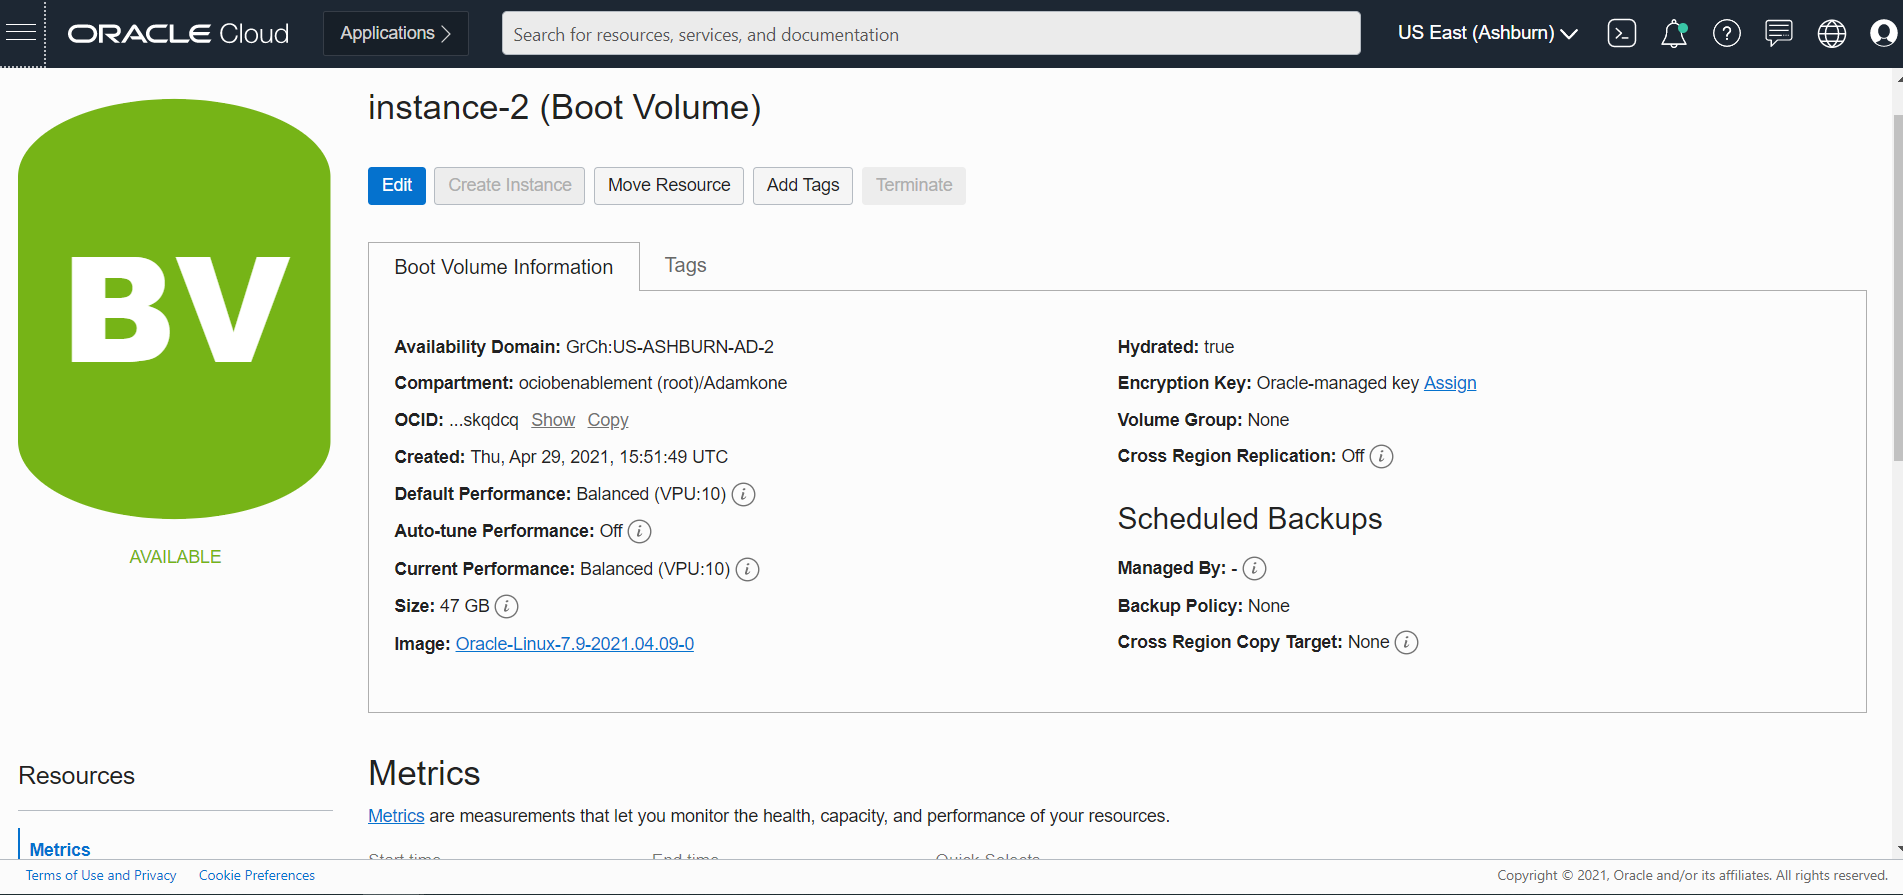 ORACLE Cloud
Applications
Search for resources, services, and documentation
US East (Ashburn)
BV
AVAILABLE
instance-2 (Boot Volume)
Edit
Create Instance
Move Resource
Add Tags
Terminate
Boot Volume Information
Tags
Availability Domain: GrCh:US-ASHBURN-AD-2
Compartment: ociobenablement (root)/Adamkone
OCID: ...skqdcq Show Copy
Created: Thu, Apr 29, 2021, 15:51:49 UTC
Default Performance: Balanced (VPU:10)
Auto-tune Performance: Off
Current Performance: Balanced (VPU:10)
Size: 47 GB
Image: Oracle-Linux-7.9-2021.04.09-0
Hydrated: true
Encryption Key: Oracle-managed key Assign
Volume Group: None
Cross Region Replication: Off
Scheduled Backups
Managed By: -
Backup Policy: None
Cross Region Copy Target: None
Resources
Metrics
Metrics
Metrics are measurements that let you monitor the health, capacity, and performance of your resources.
Start time
End time
Quick Selects
Terms of Use and Privacy
Cookie Preferences
Copyright © 2021, Oracle and/or its affiliates. All rights reserved.